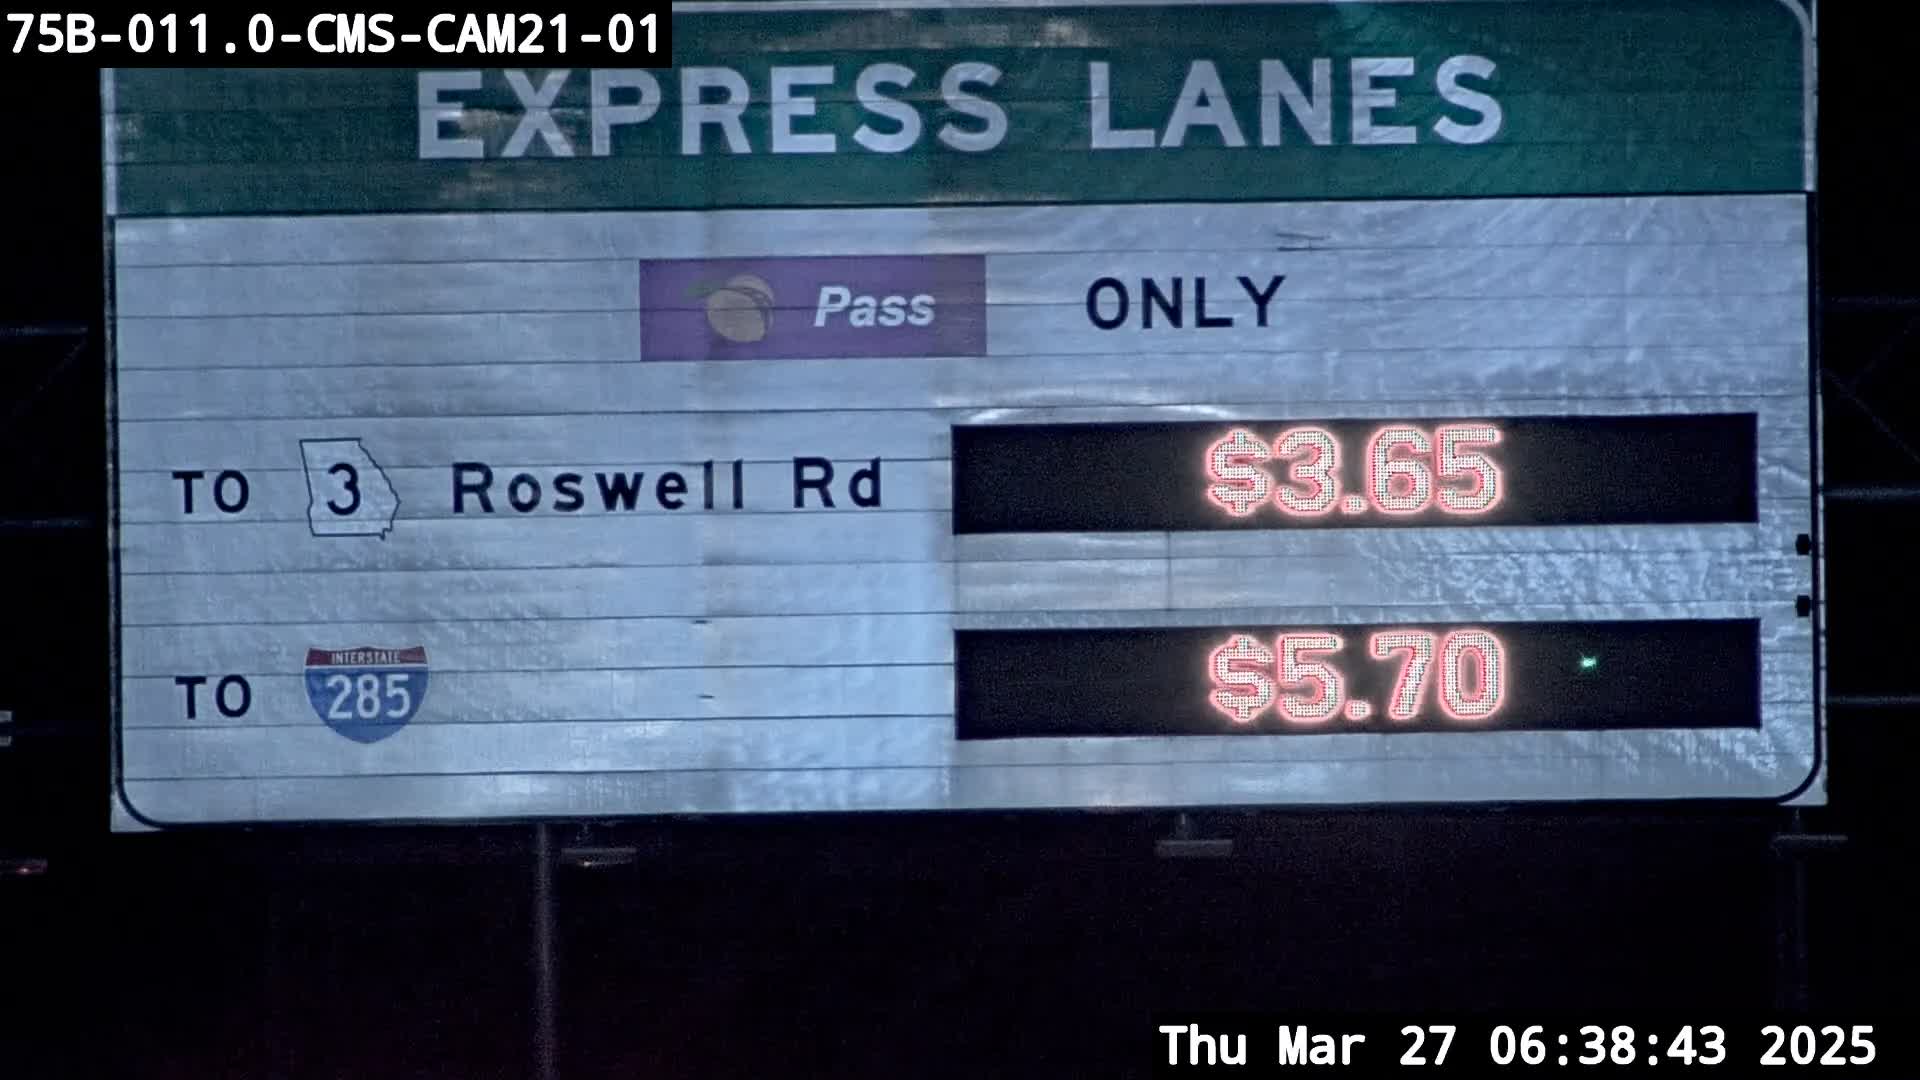 75B-011.0-CMS-CAM21-01
EXPRESS LANES
Pass ONLY
TO 3 Roswell Rd $3.65
TO INTERSTATE 285 $5.70
Thu Mar 27 06:38:43 2025